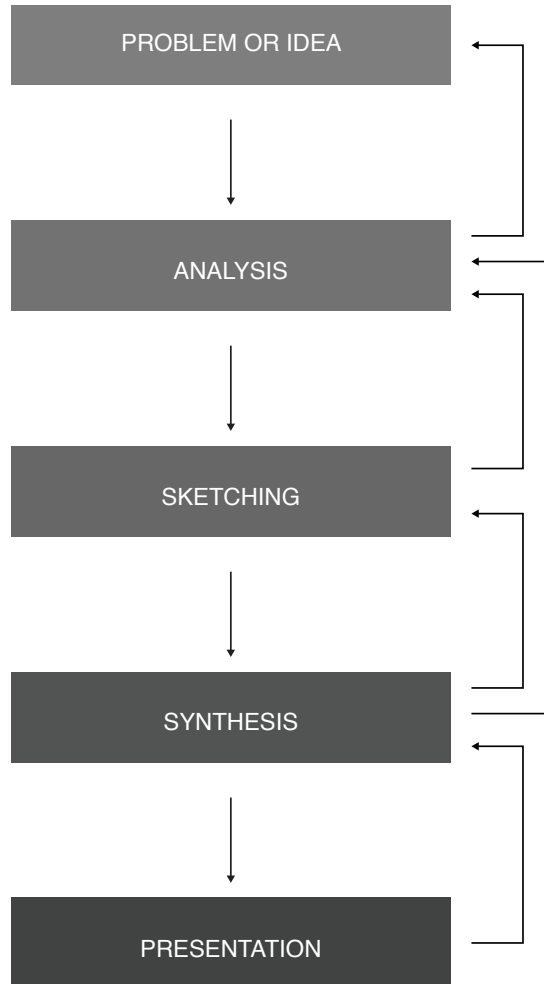 PROBLEM OR IDEA
ANALYSIS
SKETCHING
SYNTHESIS
PRESENTATION